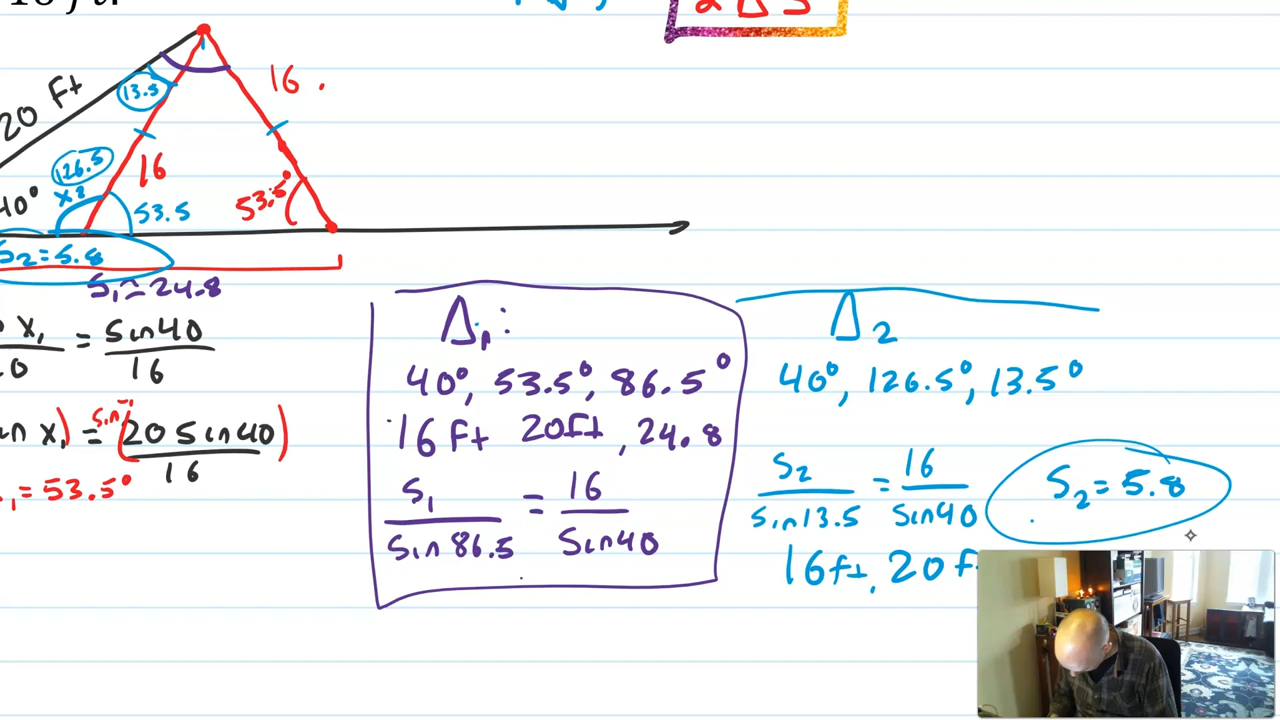 2 Δ's
20 Ft
13.5
16
126.5
16
x2
53.5
53.5°
40°
S2 = 5.8
S1 ≈ 24.8
x1 = sin40
16
Δ1:
40°, 53.5°, 86.5°
16 Ft 20ft, 24.8
S1 = 16
sin 86.5 sin40
Δ2
40°, 126.5°, 13.5°
S2 = 16
sin13.5 sin40
S2 = 5.8
16ft, 20 f
x1) = sin⁻¹(20 sin40)
16
= 53.5°